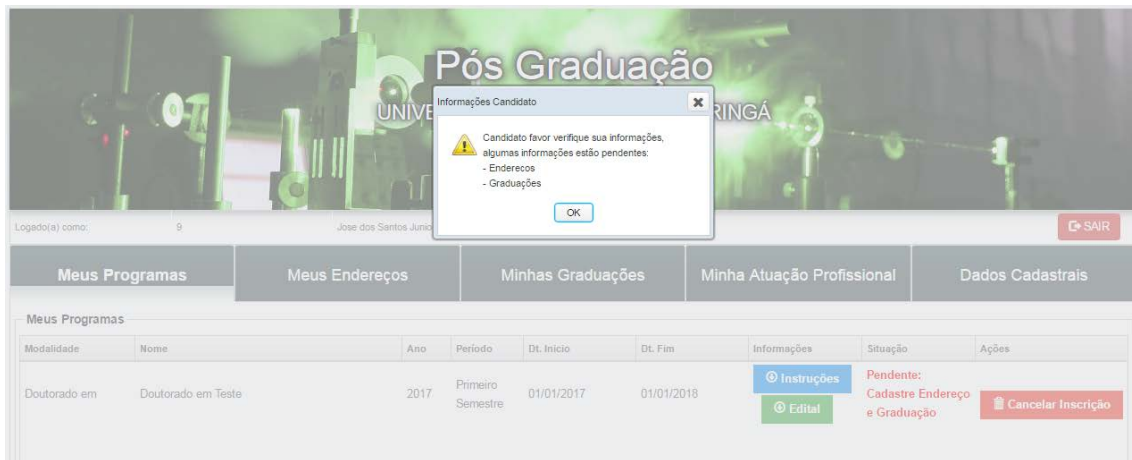 Pós Graduação
UNIVE
RINGÁ
Informações Candidato
Candidato favor verifique sua informações,
algumas informações estão pendentes:
- Enderecos
- Graduações
OK
Logado(a) como: 9 Jose dos Santos Junio
SAIR
Meus Programas Meus Endereços Minhas Graduações Minha Atuação Profissional Dados Cadastrais
Meus Programas
Modalidade Nome Ano Período Dt. Inicio Dt. Fim Informações Situação Ações
Doutorado em Doutorado em Teste 2017 Primeiro Semestre 01/01/2017 01/01/2018
Instruções
Edital
Pendente:
Cadastre Endereço
e Graduação
Cancelar Inscrição